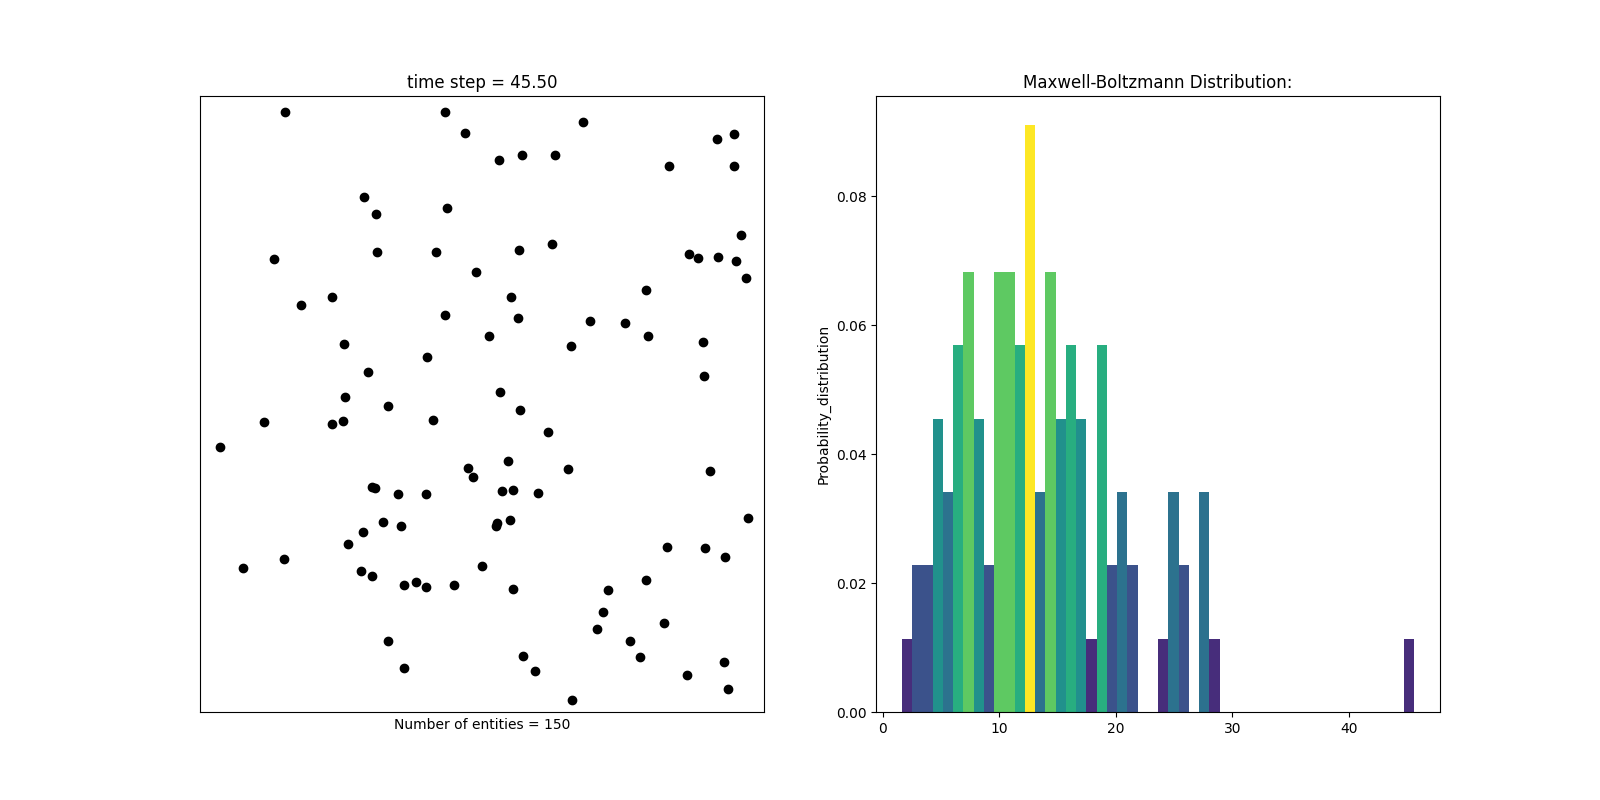 time step = 45.50
Number of entities = 150
Maxwell-Boltzmann Distribution:
Probability_distribution
0.08
0.06
0.04
0.02
0.00
0 10 20 30 40